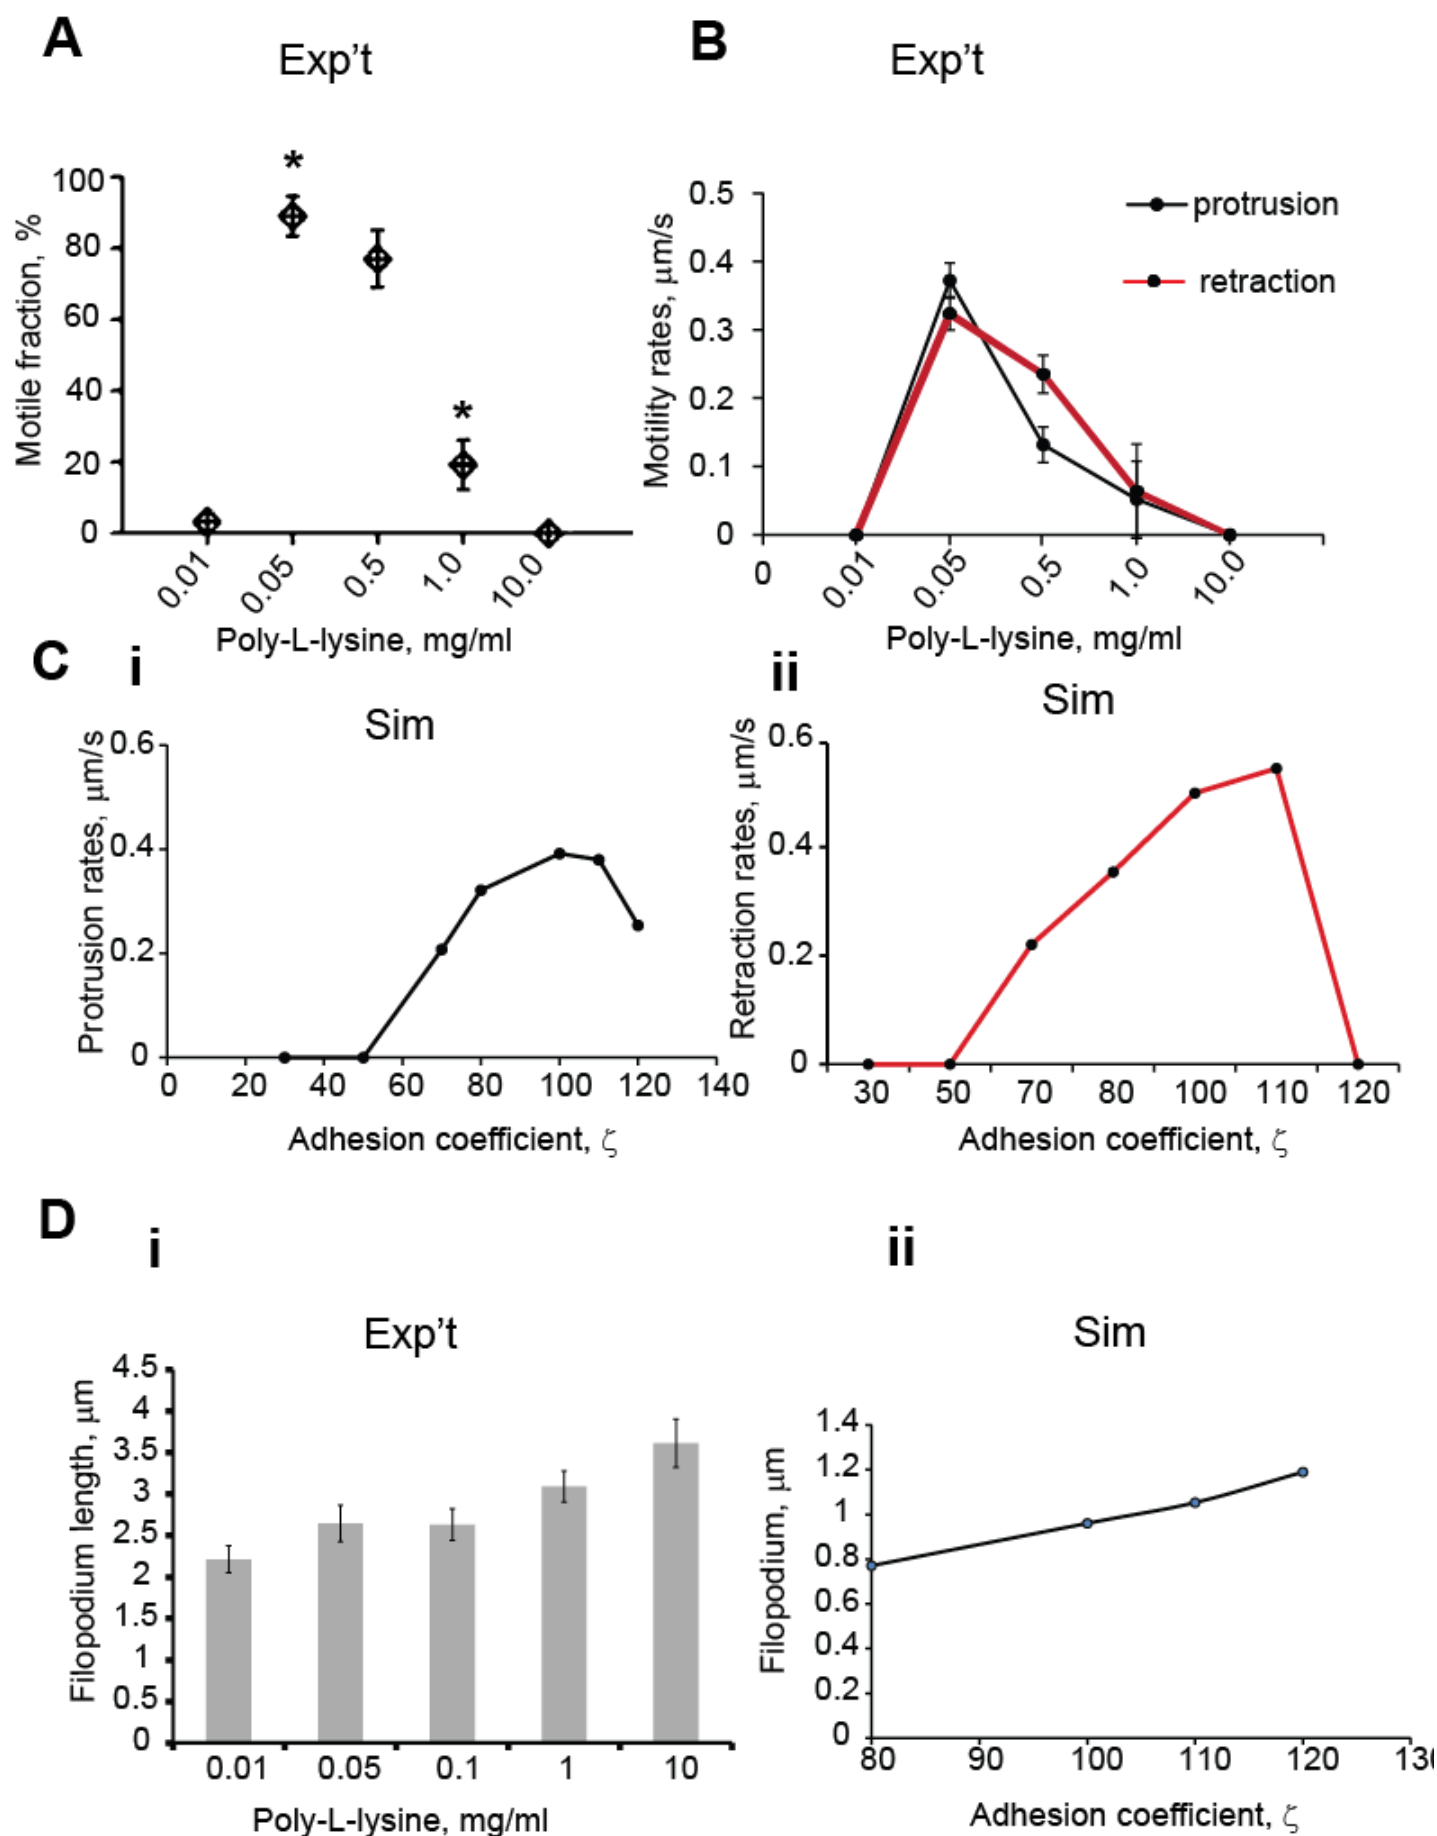 A
Exp't
*
*
100
80
60
40
20
0
Motile fraction, %
0.01
0.05
0.5
1.0
10.0
Poly-L-lysine, mg/ml
B
Exp't
protrusion
retraction
0.5
0.4
0.3
0.2
0.1
0
Motility rates, μm/s
0
0.01
0.05
0.5
1.0
10.0
Poly-L-lysine, mg/ml
C
i
Sim
0.6
0.4
0.2
0
Protrusion rates, μm/s
0 20 40 60 80 100 120 140
Adhesion coefficient, ζ
ii
Sim
0.6
0.4
0.2
0
Retraction rates, μm/s
30 50 70 80 100 110 120
Adhesion coefficient, ζ
D
i
Exp't
4.5
4
3.5
3
2.5
2
1.5
1
0.5
0
Filopodium length, μm
0.01 0.05 0.1 1 10
Poly-L-lysine, mg/ml
ii
Sim
1.4
1.2
1
0.8
0.6
0.4
0.2
0
Filopodium, μm
80 90 100 110 120
Adhesion coefficient, ζ